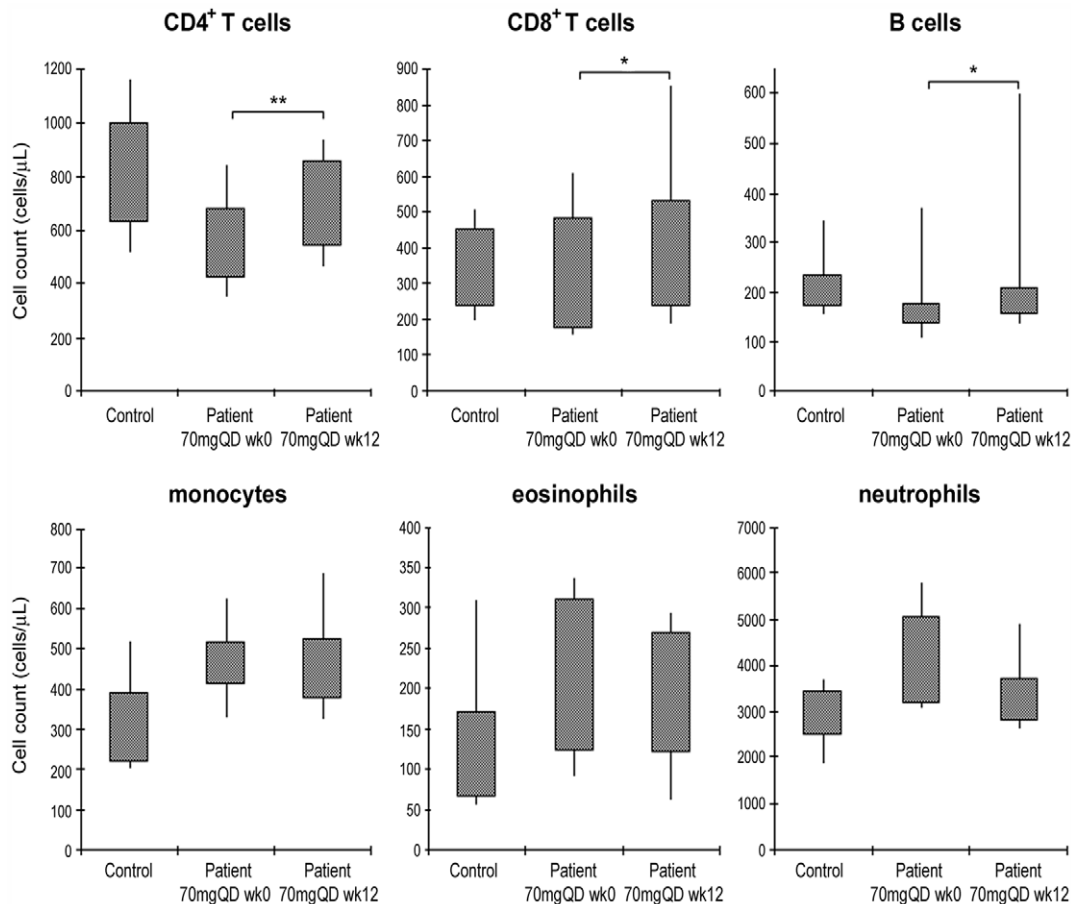 CD4+ T cells
Cell count (cells/µL)
1200
1000
800
600
400
200
0
**
Control
Patient
70mgQD wk0
Patient
70mgQD wk12
CD8+ T cells
900
800
700
600
500
400
300
200
100
0
*
Control
Patient
70mgQD wk0
Patient
70mgQD wk12
B cells
600
500
400
300
200
100
0
*
Control
Patient
70mgQD wk0
Patient
70mgQD wk12
monocytes
Cell count (cells/µL)
800
700
600
500
400
300
200
100
0
Control
Patient
70mgQD wk0
Patient
70mgQD wk12
eosinophils
400
350
300
250
200
150
100
50
0
Control
Patient
70mgQD wk0
Patient
70mgQD wk12
neutrophils
7000
6000
5000
4000
3000
2000
1000
0
Control
Patient
70mgQD wk0
Patient
70mgQD wk12